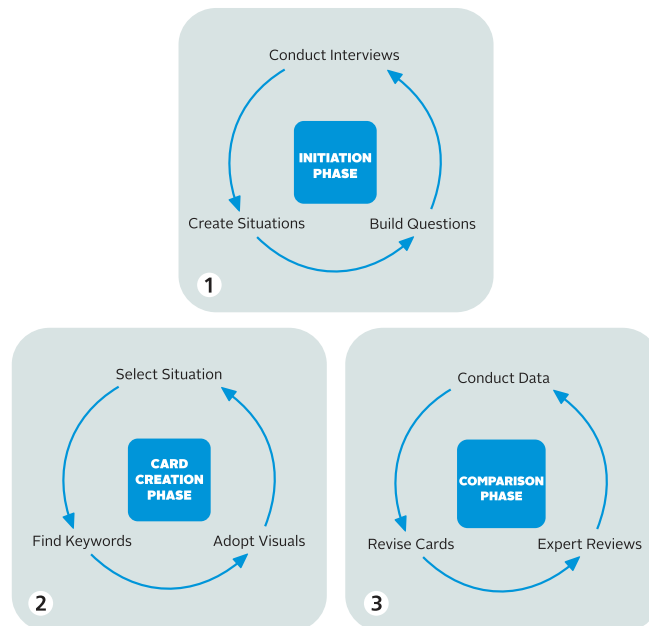 Conduct Interviews
INITIATION
PHASE
Create Situations
Build Questions
1
Select Situation
CARD
CREATION
PHASE
Find Keywords
Adopt Visuals
2
Conduct Data
COMPARISON
PHASE
Revise Cards
Expert Reviews
3